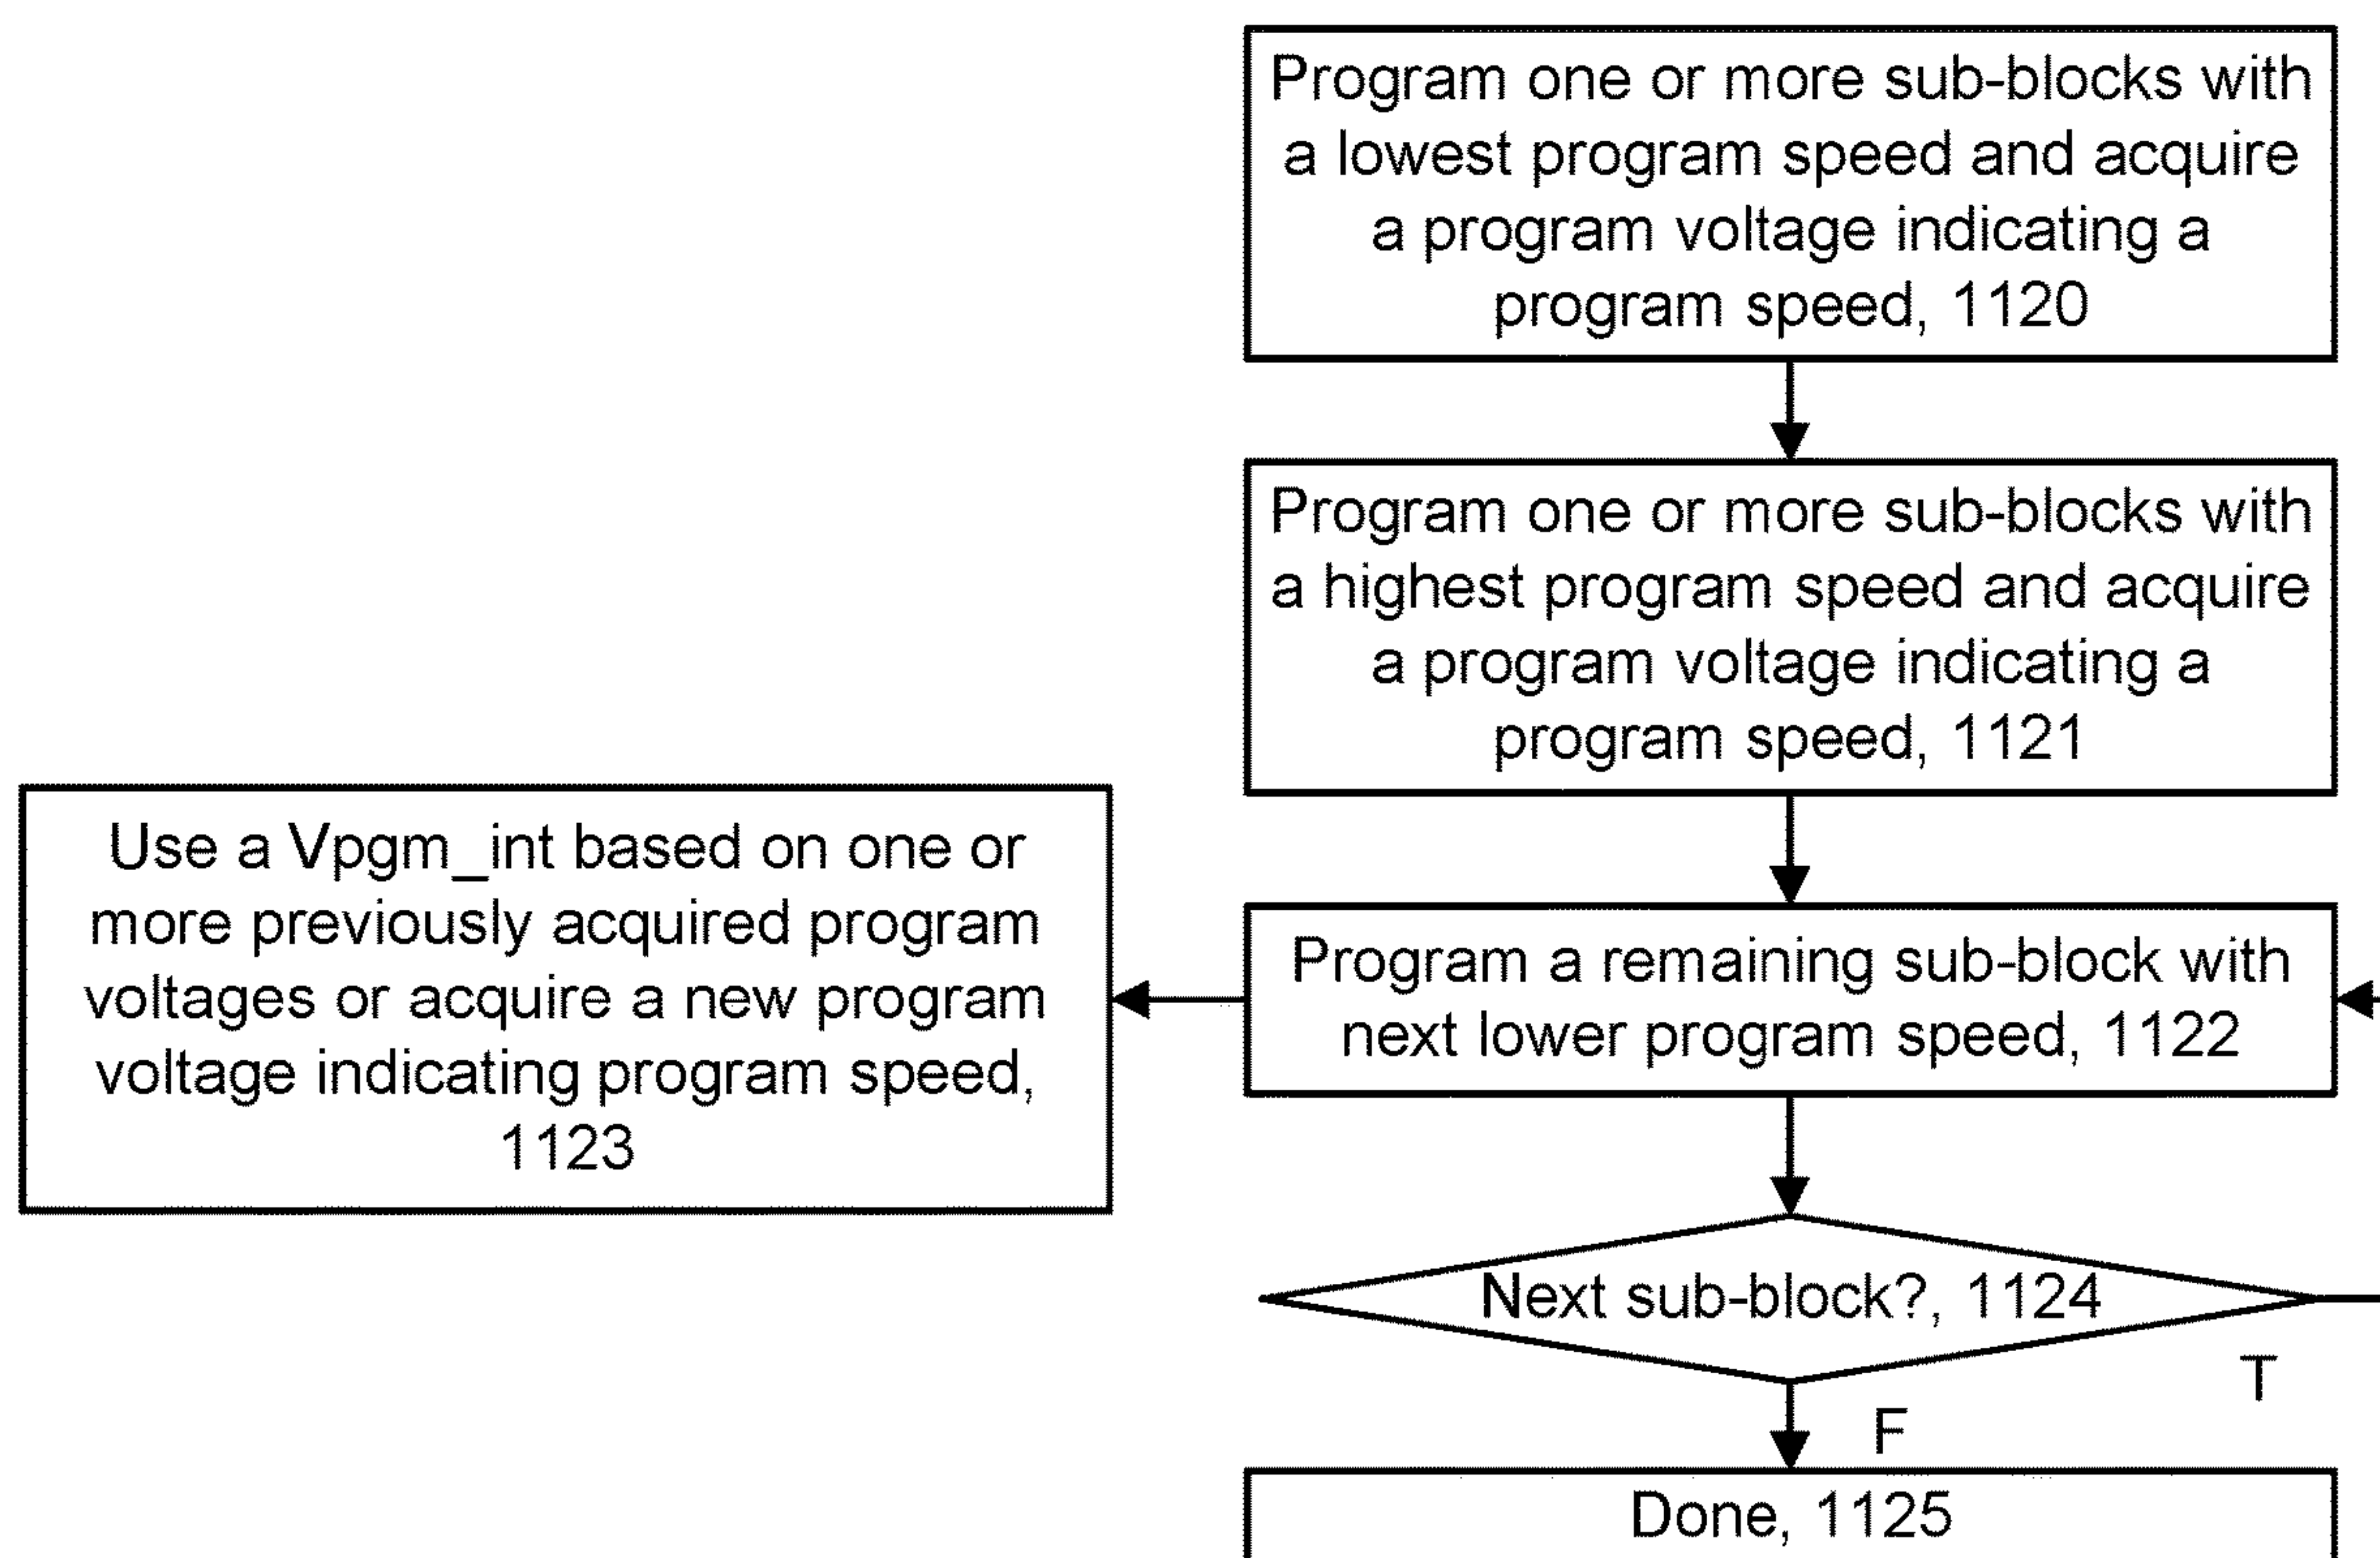 Program one or more sub-blocks with
a lowest program speed and acquire
a program voltage indicating a
program speed, 1120
Program one or more sub-blocks with
a highest program speed and acquire
a program voltage indicating a
program speed, 1121
Use a Vpgm_int based on one or
more previously acquired program
voltages or acquire a new program
voltage indicating program speed,
1123
Program a remaining sub-block with
next lower program speed, 1122
Next sub-block?, 1124
T
F
Done, 1125